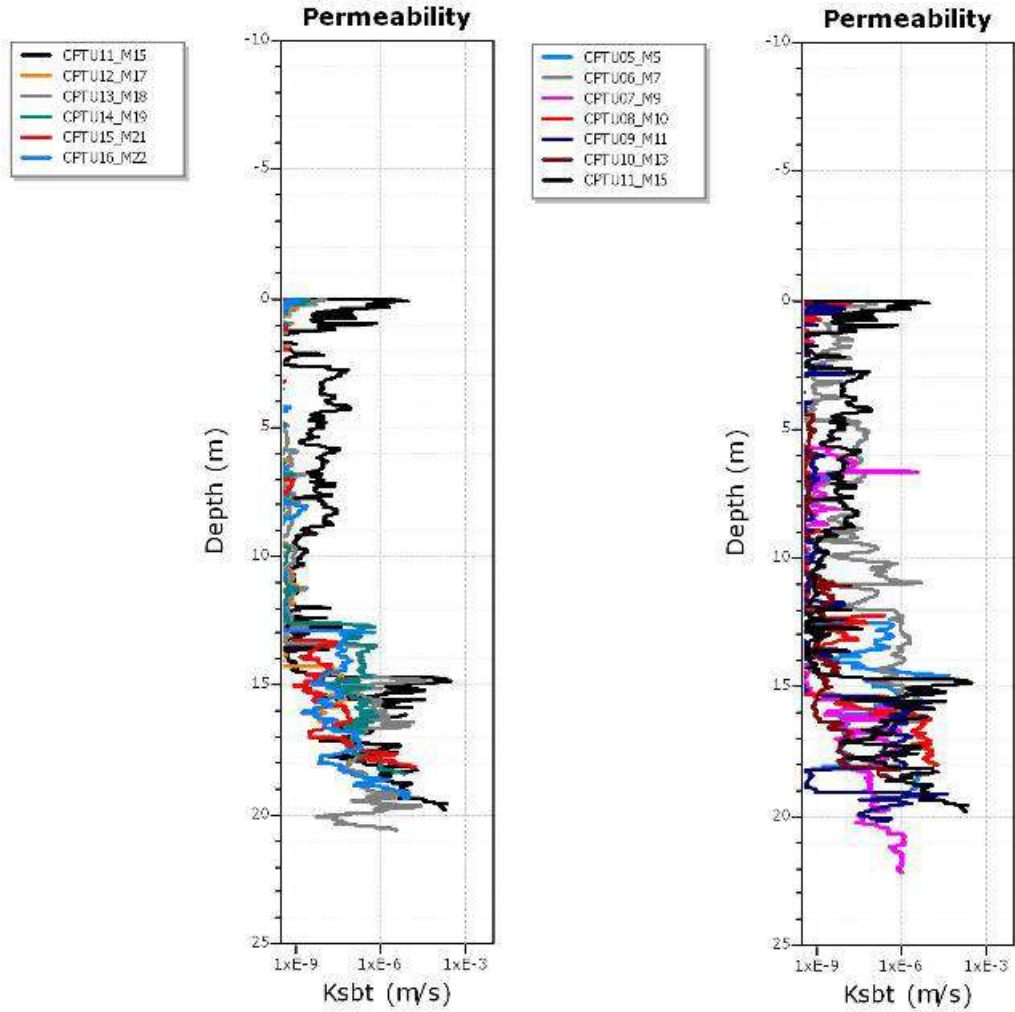 Permeability
CPTU11_M15
CPTU12_M17
CPTU13_M18
CPTU14_M19
CPTU15_M21
CPTU16_M22
-10
-5
0
5
10
15
20
25
Depth (m)
1xE-9 1xE-6 1xE-3
Ksbt (m/s)
Permeability
CPTU05_M5
CPTU06_M7
CPTU07_M9
CPTU08_M10
CPTU09_M11
CPTU10_M13
CPTU11_M15
-10
-5
0
5
10
15
20
25
Depth (m)
1xE-9 1xE-6 1xE-3
Ksbt (m/s)